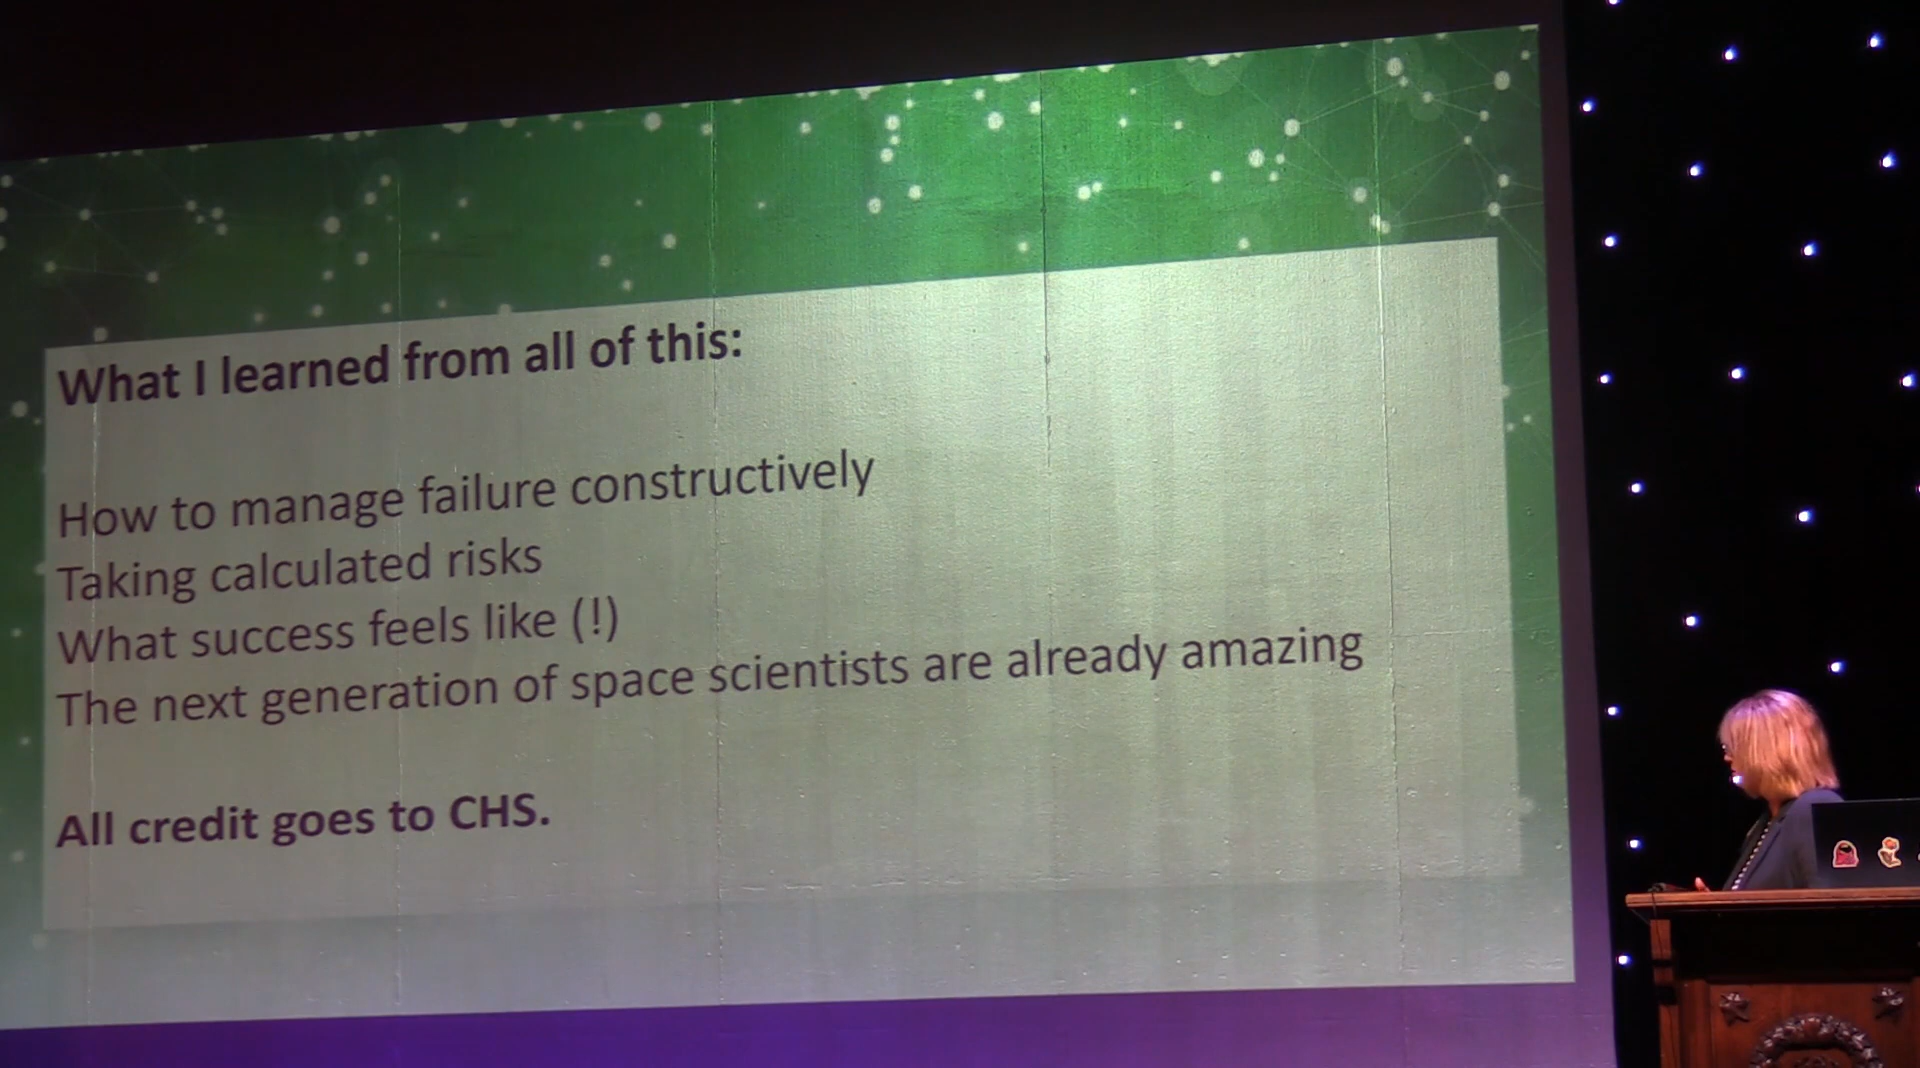 What I learned from all of this:
How to manage failure constructively
Taking calculated risks
What success feels like (!)
The next generation of space scientists are already amazing
All credit goes to CHS.